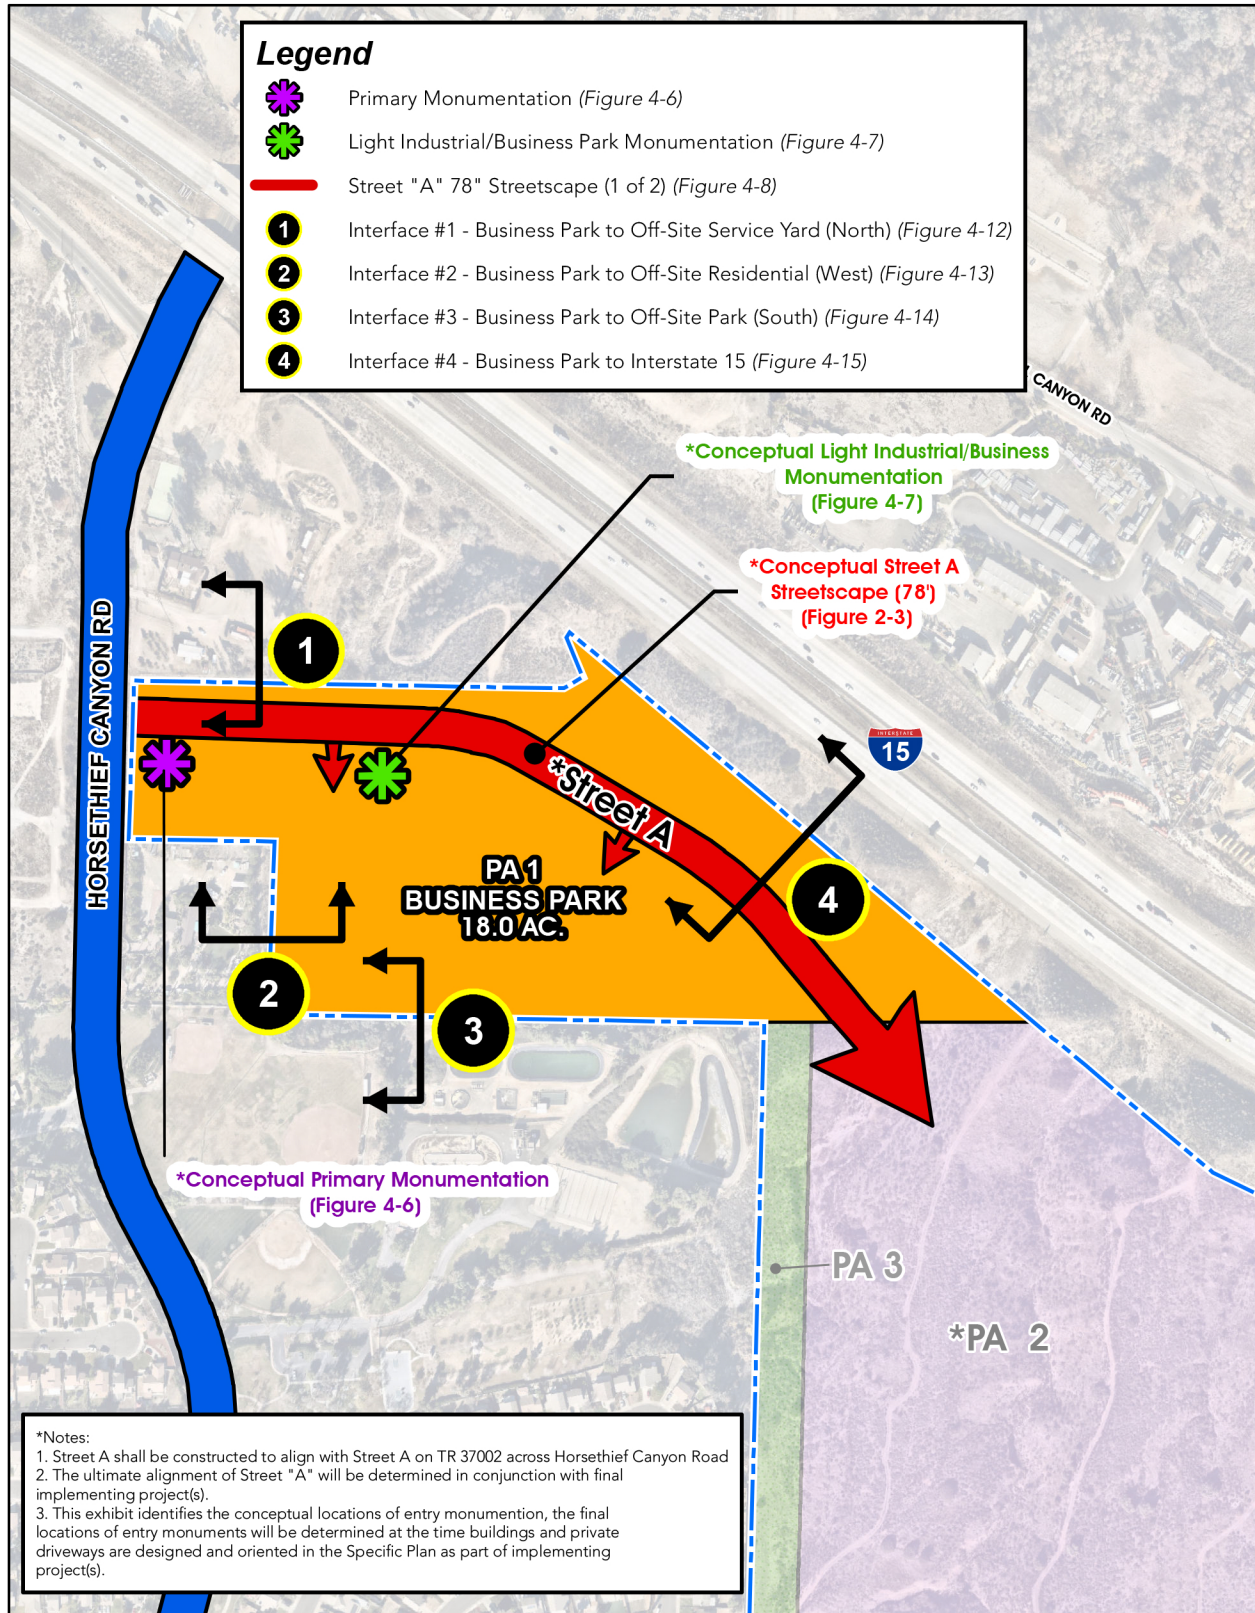 Legend
Primary Monumentation (Figure 4-6)
Light Industrial/Business Park Monumentation (Figure 4-7)
Street "A" 78" Streetscape (1 of 2) (Figure 4-8)
1 Interface #1 - Business Park to Off-Site Service Yard (North) (Figure 4-12)
2 Interface #2 - Business Park to Off-Site Residential (West) (Figure 4-13)
3 Interface #3 - Business Park to Off-Site Park (South) (Figure 4-14)
4 Interface #4 - Business Park to Interstate 15 (Figure 4-15)
CANYON RD
*Conceptual Light Industrial/Business
Monumentation
(Figure 4-7)
*Conceptual Street A
Streetscape (78')
(Figure 2-3)
HORSETHIEF CANYON RD
1
INTERSTATE
15
*Street A
PA 1
BUSINESS PARK
18.0 AC.
4
2
3
*Conceptual Primary Monumentation
(Figure 4-6)
PA 3
*PA 2
*Notes:
1. Street A shall be constructed to align with Street A on TR 37002 across Horsethief Canyon Road
2. The ultimate alignment of Street "A" will be determined in conjunction with final
implementing project(s).
3. This exhibit identifies the conceptual locations of entry monumention, the final
locations of entry monuments will be determined at the time buildings and private
driveways are designed and oriented in the Specific Plan as part of implementing
project(s).